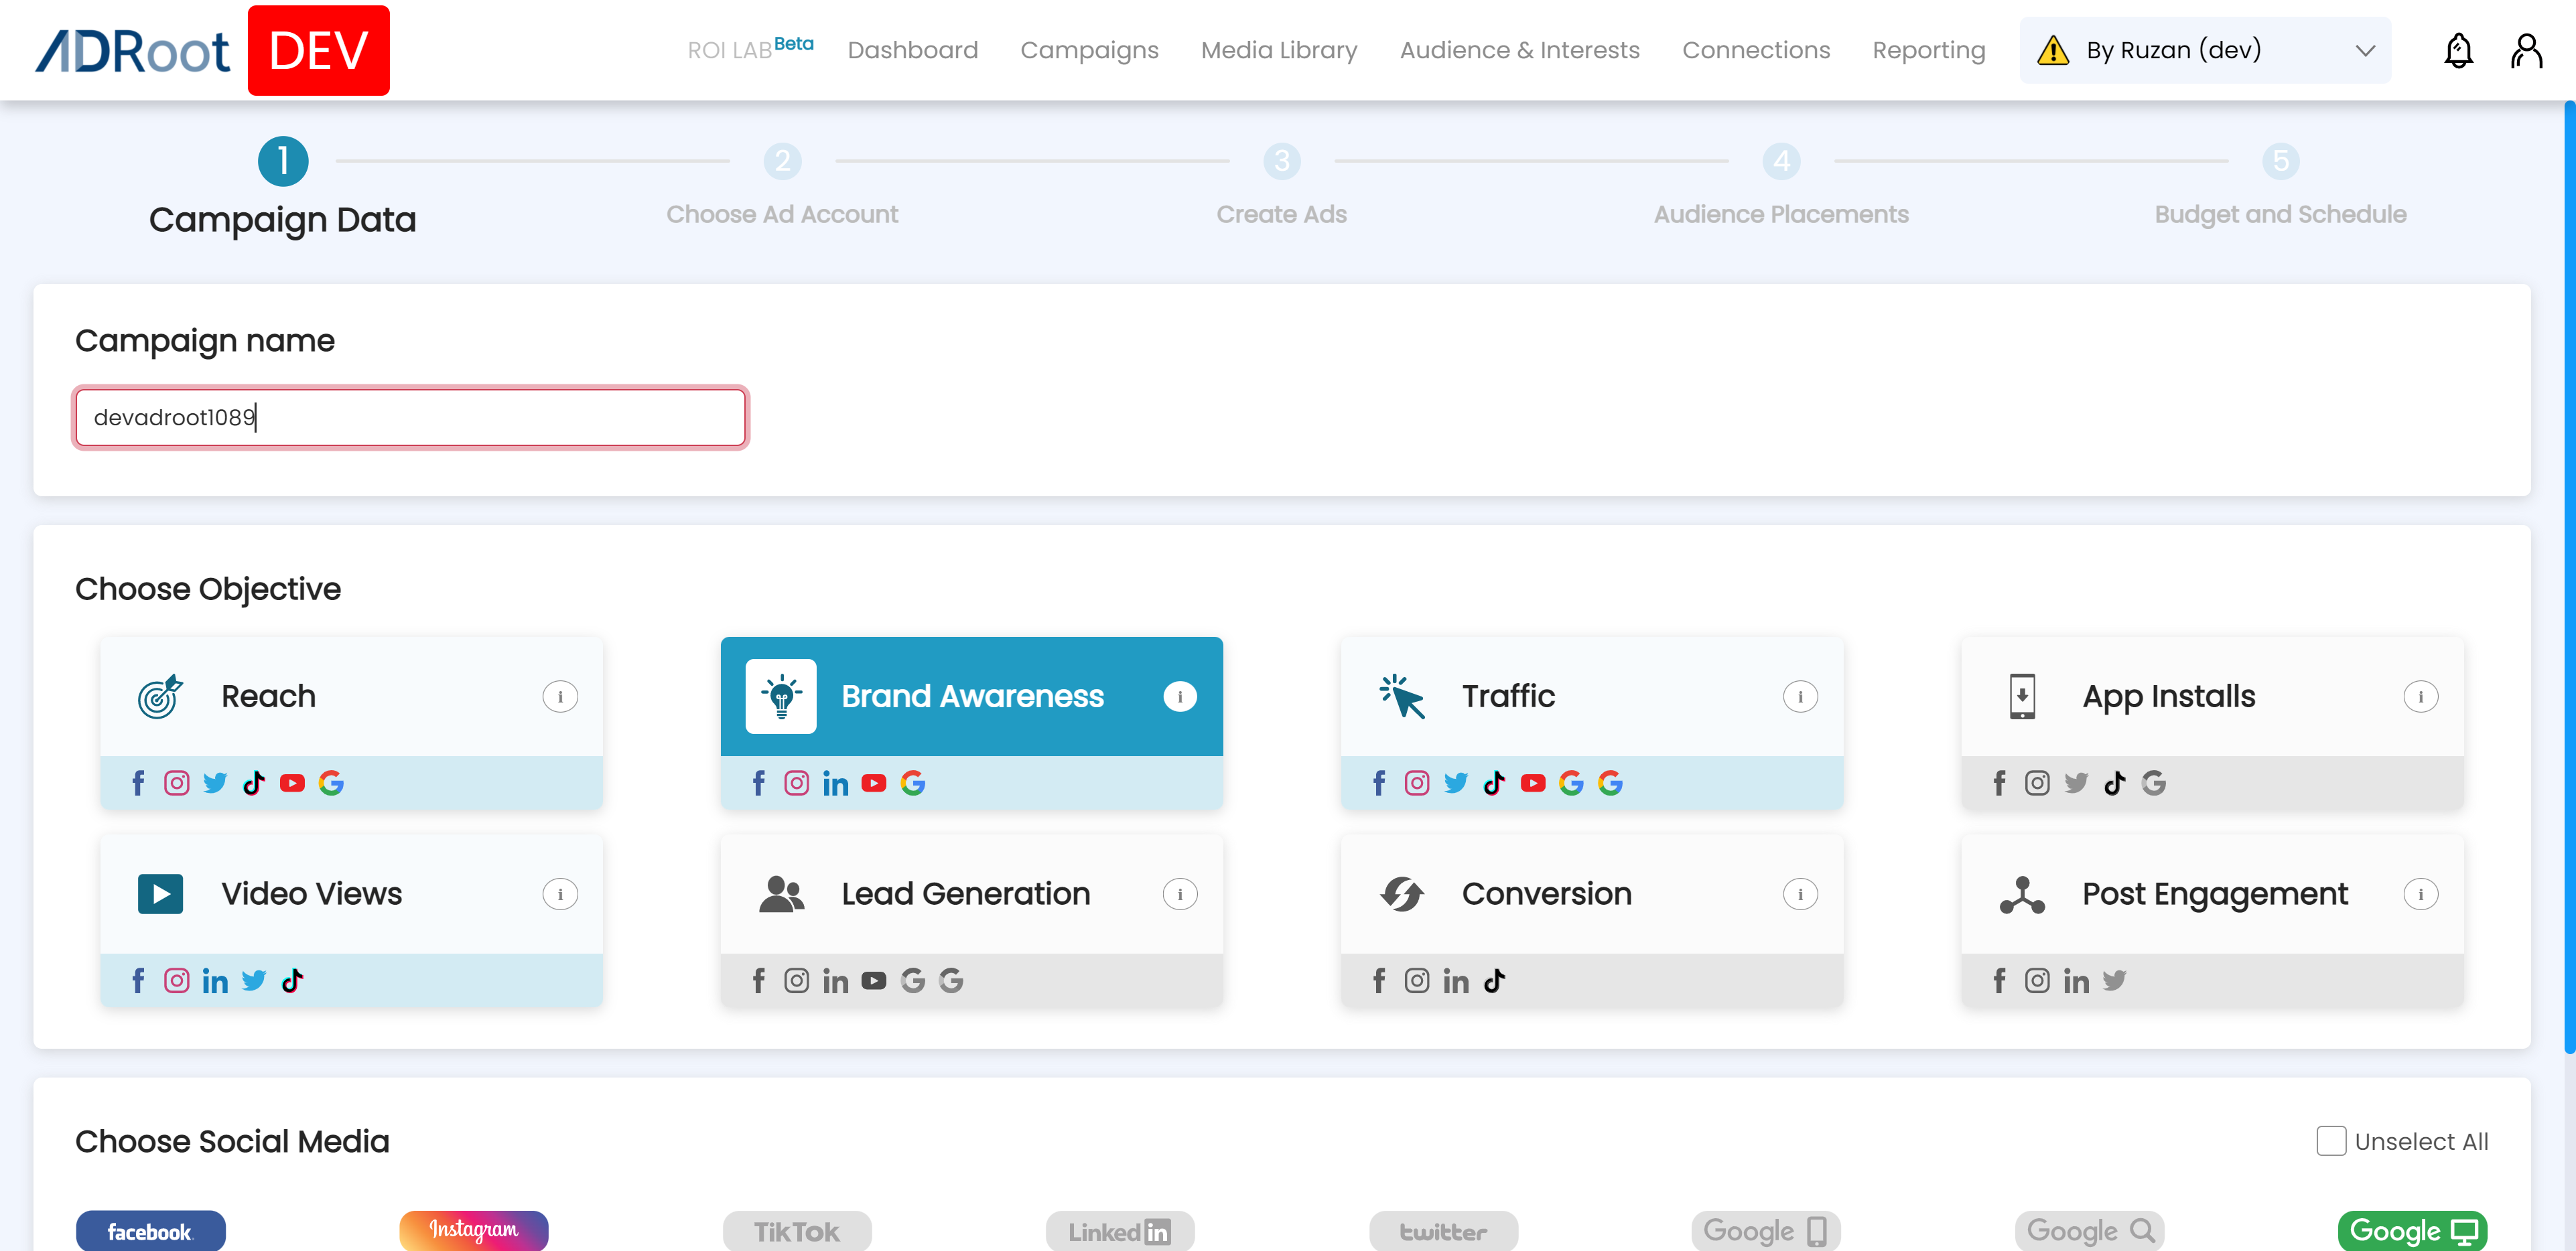 ADRoot DEV
ROI LAB Beta Dashboard Campaigns Media Library Audience & Interests Connections Reporting By Ruzan (dev)
1 2 3 4 5
Campaign Data Choose Ad Account Create Ads Audience Placements Budget and Schedule
Campaign name
devadroot1089
Choose Objective
Reach i Brand Awareness i Traffic i App Installs i
Video Views i Lead Generation i Conversion i Post Engagement i
Choose Social Media Unselect All
facebook Instagram TikTok Linked in twitter Google Google Google